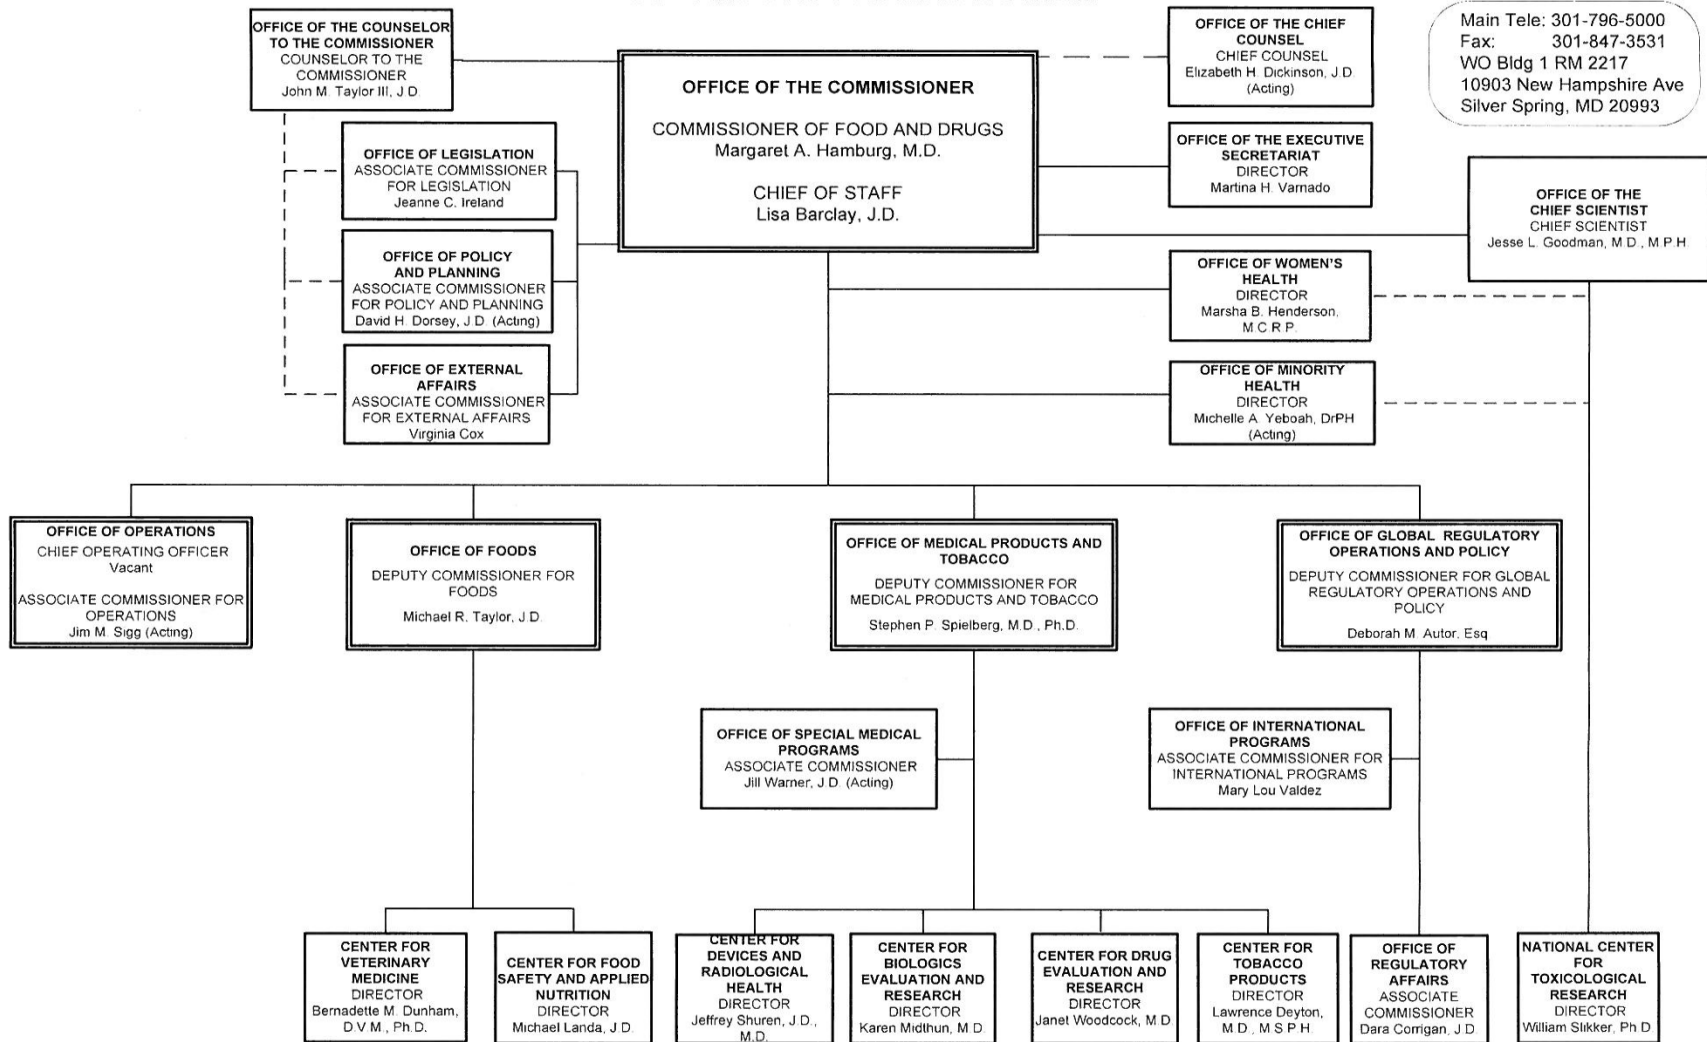 OFFICE OF THE COUNSELOR
TO THE COMMISSIONER
COUNSELOR TO THE
COMMISSIONER
John M. Taylor III, J D.
OFFICE OF THE COMMISSIONER
COMMISSIONER OF FOOD AND DRUGS
Margaret A. Hamburg, M.D.
CHIEF OF STAFF
Lisa Barclay, J.D.
OFFICE OF THE CHIEF
COUNSEL
CHIEF COUNSEL
Elizabeth H. Dickinson, J.D.
(Acting)
Main Tele: 301-796-5000
Fax: 301-847-3531
WO Bldg 1 RM 2217
10903 New Hampshire Ave
Silver Spring, MD 20993
OFFICE OF LEGISLATION
ASSOCIATE COMMISSIONER
FOR LEGISLATION
Jeanne C. Ireland
OFFICE OF THE EXECUTIVE
SECRETARIAT
DIRECTOR
Martina H. Varnado
OFFICE OF THE
CHIEF SCIENTIST
CHIEF SCIENTIST
Jesse L. Goodman, M.D., M P.H.
OFFICE OF POLICY
AND PLANNING
ASSOCIATE COMMISSIONER
FOR POLICY AND PLANNING
David H. Dorsey, J.D. (Acting)
OFFICE OF WOMEN'S
HEALTH
DIRECTOR
Marsha B. Henderson,
M.C.R.P.
OFFICE OF EXTERNAL
AFFAIRS
ASSOCIATE COMMISSIONER
FOR EXTERNAL AFFAIRS
Virginia Cox
OFFICE OF MINORITY
HEALTH
DIRECTOR
Michelle A. Yeboah, DrPH
(Acting)
OFFICE OF OPERATIONS
CHIEF OPERATING OFFICER
Vacant
ASSOCIATE COMMISSIONER FOR
OPERATIONS
Jim M. Sigg (Acting)
OFFICE OF FOODS
DEPUTY COMMISSIONER FOR
FOODS
Michael R. Taylor, J.D.
OFFICE OF MEDICAL PRODUCTS AND
TOBACCO
DEPUTY COMMISSIONER FOR
MEDICAL PRODUCTS AND TOBACCO
Stephen P. Spielberg, M.D., Ph.D.
OFFICE OF GLOBAL REGULATORY
OPERATIONS AND POLICY
DEPUTY COMMISSIONER FOR GLOBAL
REGULATORY OPERATIONS AND
POLICY
Deborah M. Autor, Esq
OFFICE OF SPECIAL MEDICAL
PROGRAMS
ASSOCIATE COMMISSIONER
Jill Warner, J.D. (Acting)
OFFICE OF INTERNATIONAL
PROGRAMS
ASSOCIATE COMMISSIONER FOR
INTERNATIONAL PROGRAMS
Mary Lou Valdez
CENTER FOR
VETERINARY
MEDICINE
DIRECTOR
Bernadette M. Dunham,
D.V.M., Ph.D.
CENTER FOR FOOD
SAFETY AND APPLIED
NUTRITION
DIRECTOR
Michael Landa, J.D.
CENTER FOR
DEVICES AND
RADIOLOGICAL
HEALTH
DIRECTOR
Jeffrey Shuren, J.D.,
M.D.
CENTER FOR
BIOLOGICS
EVALUATION AND
RESEARCH
DIRECTOR
Karen Midthun, M D.
CENTER FOR DRUG
EVALUATION AND
RESEARCH
DIRECTOR
Janet Woodcock, M.D.
CENTER FOR
TOBACCO
PRODUCTS
DIRECTOR
Lawrence Deyton,
M D , M S P H.
OFFICE OF
REGULATORY
AFFAIRS
ASSOCIATE
COMMISSIONER
Dara Corrigan, J.D.
NATIONAL CENTER
FOR
TOXICOLOGICAL
RESEARCH
DIRECTOR
William Slikker, Ph D